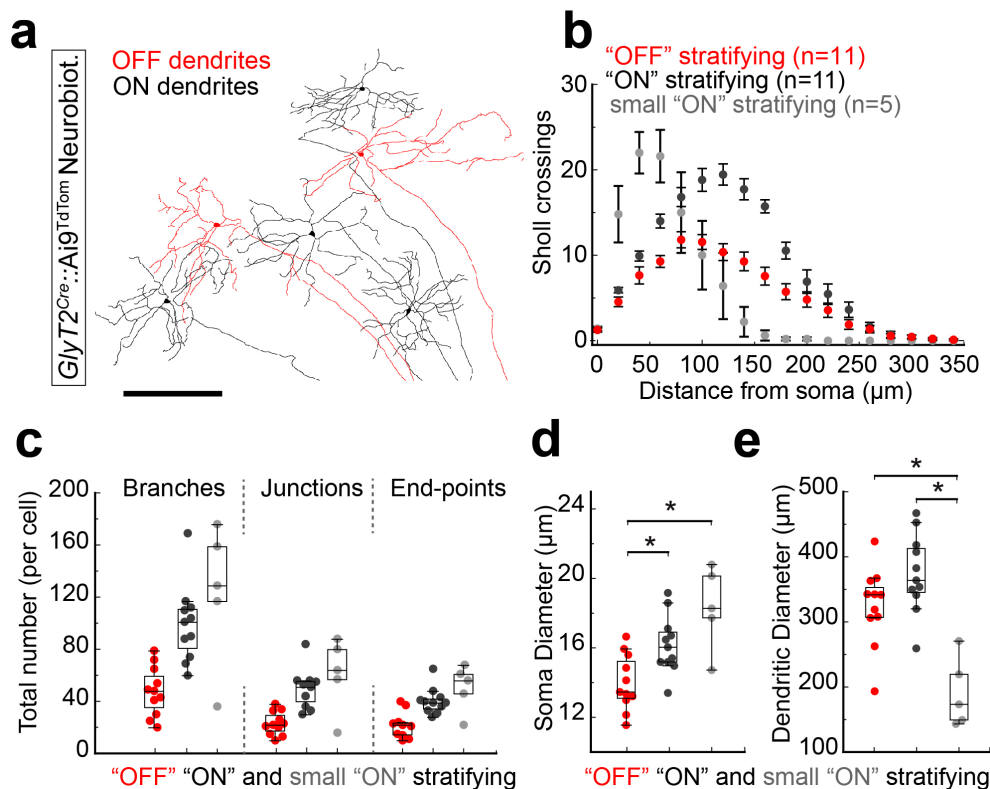 a
GlyT2Cre::Ai9TdTom Neurobiot.
OFF dendrites
ON dendrites
b
“OFF” stratifying (n=11)
“ON” stratifying (n=11)
small “ON” stratifying (n=5)
Sholl crossings
30
20
10
0
0 50 100 150 200 250 300 350
Distance from soma (µm)
c
Total number (per cell)
200
160
120
80
40
0
Branches Junctions End-points
“OFF” “ON” and small “ON” stratifying
d
Soma Diameter (µm)
24
20
16
12
*
*
e
Dendritic Diameter (µm)
500
400
300
200
100
*
*
“OFF” “ON” and small “ON” stratifying